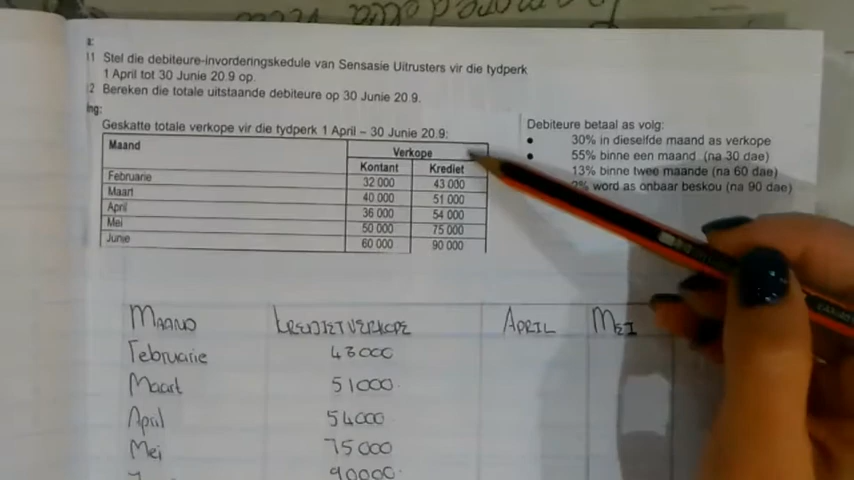 11 Stel die debiteure-invorderingskedule van Sensasie Uitrusters vir die tydperk
1 April tot 30 Junie 20.9 op.
2 Bereken die totale uitstaande debiteure op 30 Junie 20.9.
ing:
Geskatte totale verkope vir die tydperk 1 April – 30 Junie 20.9:
Maand Verkope
Kontant Krediet
Februarie 32 000 43 000
Maart 40 000 51 000
April 36 000 54 000
Mei 50 000 75 000
Junie 60 000 90 000
Debiteure betaal as volg:
• 30% in dieselfde maand as verkope
• 55% binne een maand (na 30 dae)
13% binne twee maande (na 60 dae)
2% word as onbaar beskou (na 90 dae)
MAAND KREDIETVERKOPE APRIL MEI
Februarie 43000
Maart 51000
April 54000
Mei 75000
90000